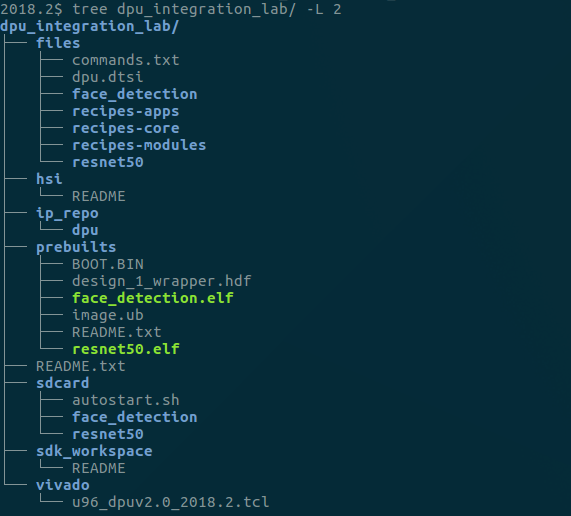 2018.2$ tree dpu_integration_lab/ -L 2
dpu_integration_lab/
├── files
│   ├── commands.txt
│   ├── dpu.dtsi
│   ├── face_detection
│   ├── recipes-apps
│   ├── recipes-core
│   ├── recipes-modules
│   └── resnet50
├── hsi
│   └── README
├── ip_repo
│   └── dpu
├── prebuilts
│   ├── BOOT.BIN
│   ├── design_1_wrapper.hdf
│   ├── face_detection.elf
│   ├── image.ub
│   ├── README.txt
│   └── resnet50.elf
├── README.txt
├── sdcard
│   ├── autostart.sh
│   ├── face_detection
│   └── resnet50
├── sdk_workspace
│   └── README
└── vivado
    └── u96_dpuv2.0_2018.2.tcl